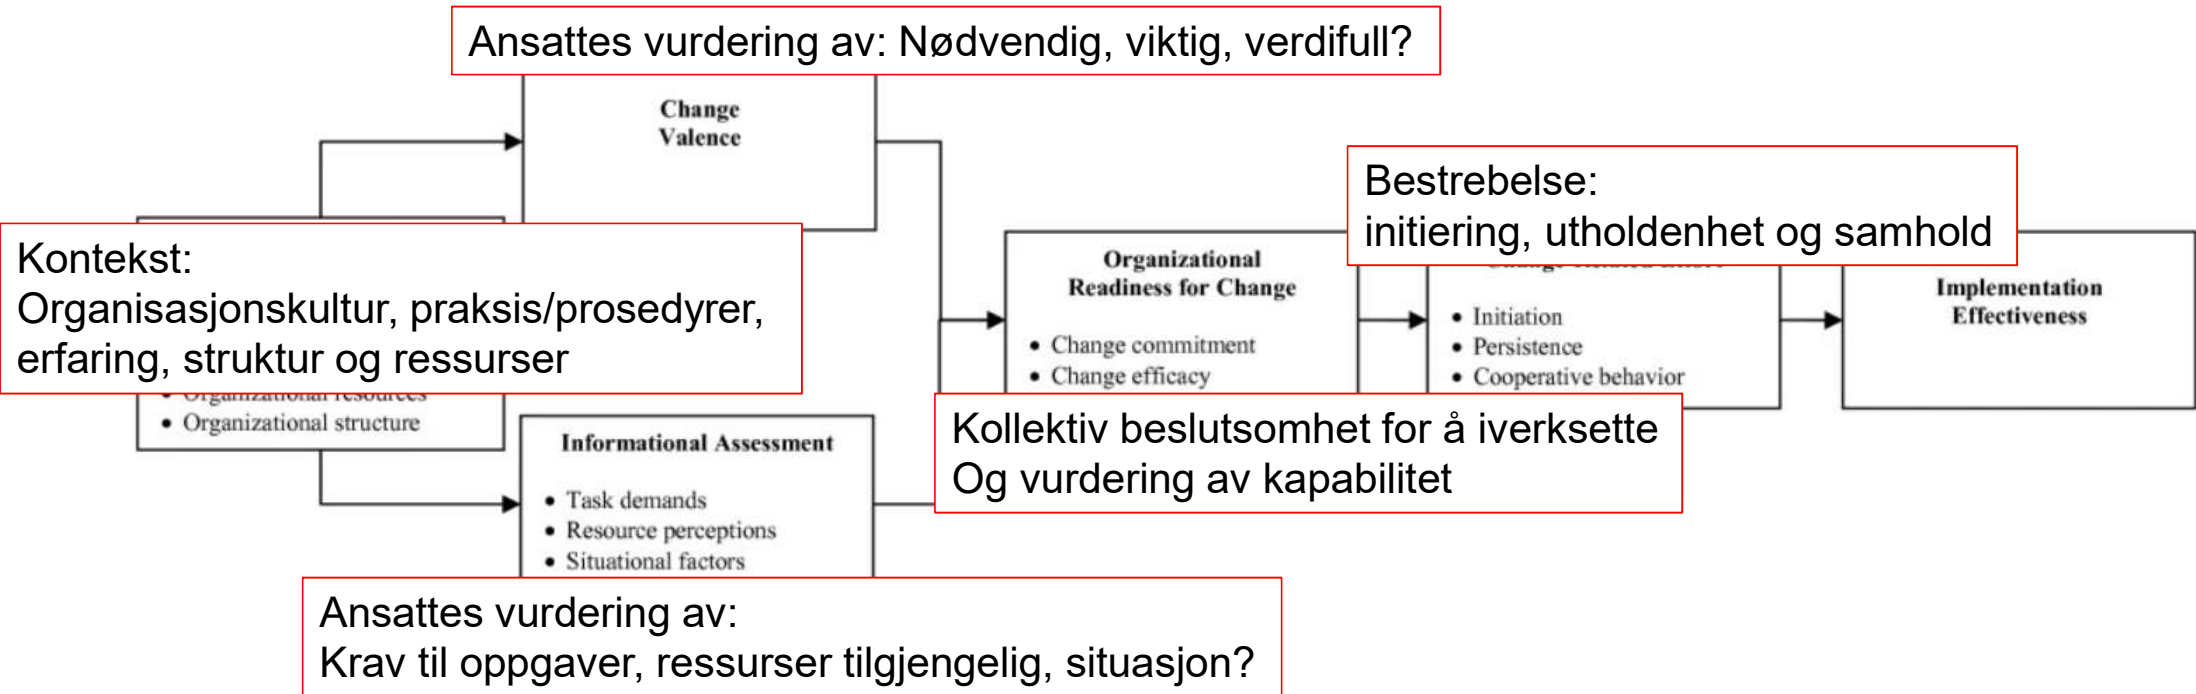 Ansattes vurdering av: Nødvendig, viktig, verdifull?
Change
Valence
Kontekst:
Organisasjonskultur, praksis/prosedyrer,
erfaring, struktur og ressurser
• Organizational resources
• Organizational structure
Informational Assessment
• Task demands
• Resource perceptions
• Situational factors
Ansattes vurdering av:
Krav til oppgaver, ressurser tilgjengelig, situasjon?
Organizational
Readiness for Change
• Change commitment
• Change efficacy
Kollektiv beslutsomhet for å iverksette
Og vurdering av kapabilitet
Bestrebelse:
initiering, utholdenhet og samhold
• Initiation
• Persistence
• Cooperative behavior
Implementation
Effectiveness